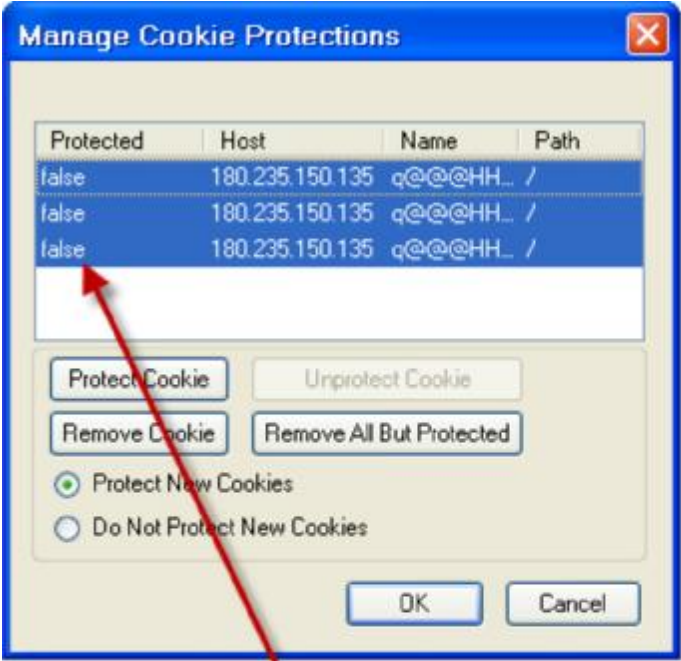 Manage Cookie Protections
Protected Host Name Path
false 180.235.150.135 q@@@HH... /
false 180.235.150.135 q@@@HH... /
false 180.235.150.135 q@@@HH... /
Protect Cookie Unprotect Cookie
Remove Cookie Remove All But Protected
Protect New Cookies
Do Not Protect New Cookies
OK Cancel